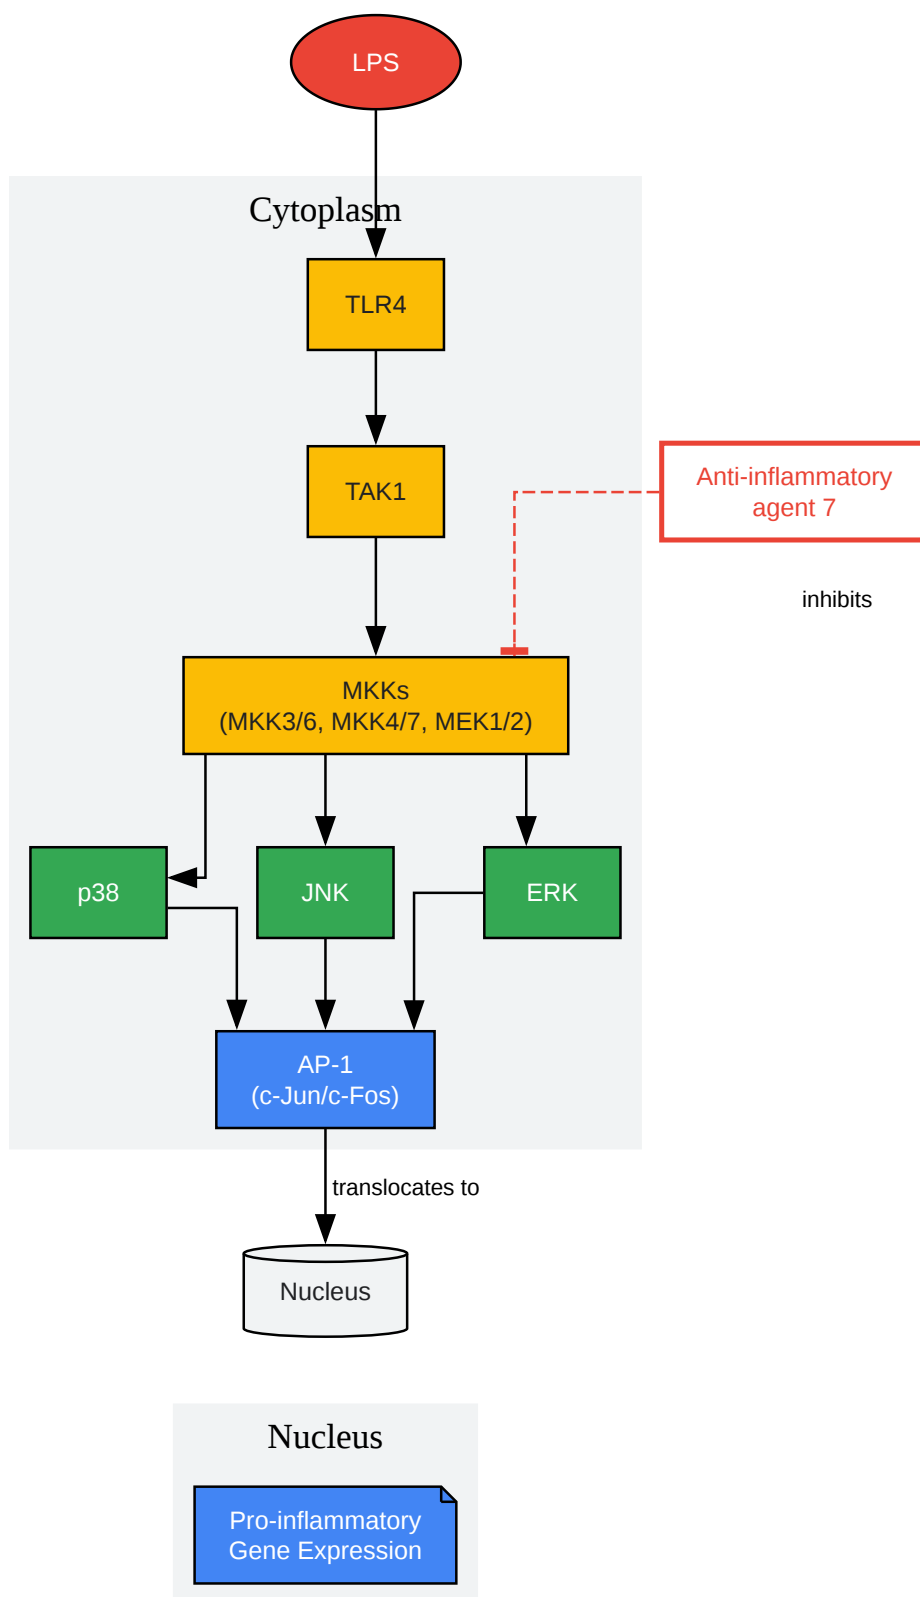 LPS
Cytoplasm
TLR4
TAK1
Anti-inflammatory
agent 7
inhibits
MKKs
(MKK3/6, MKK4/7, MEK1/2)
p38
JNK
ERK
AP-1
(c-Jun/c-Fos)
translocates to
Nucleus
Nucleus
Pro-inflammatory
Gene Expression